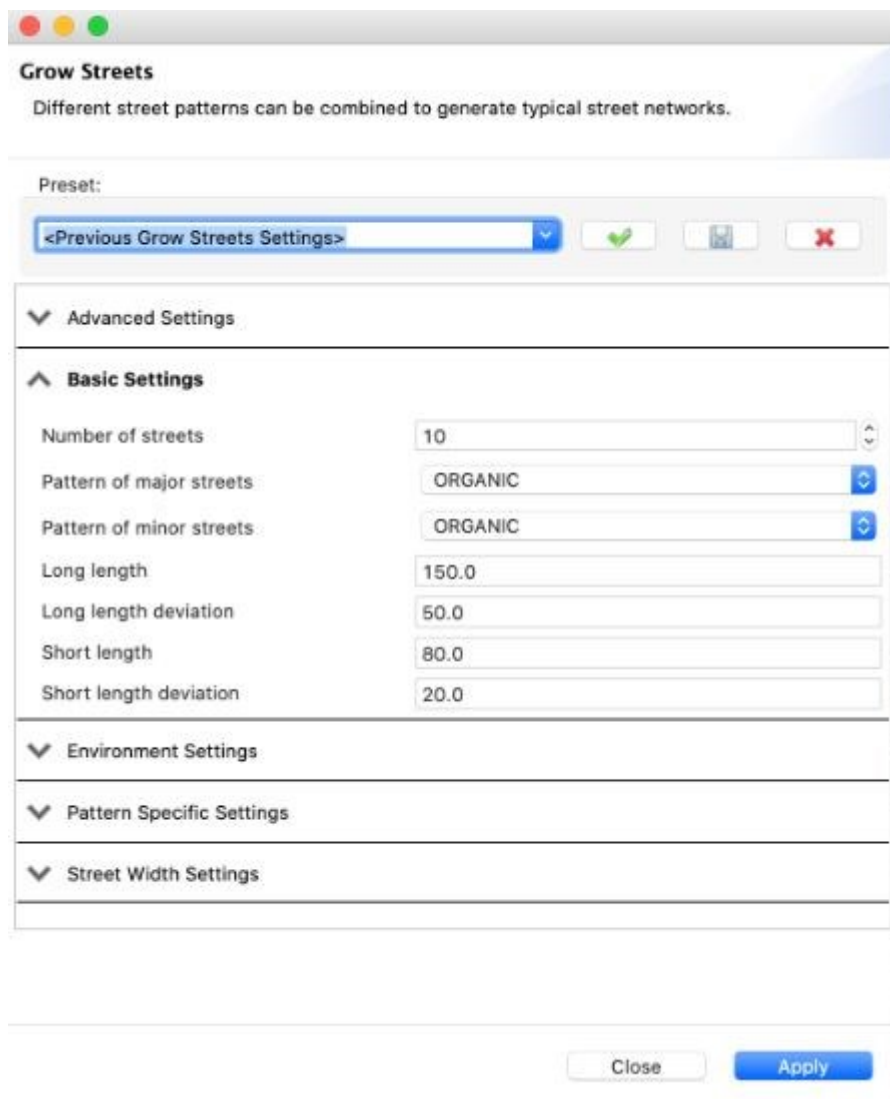 Grow Streets
Different street patterns can be combined to generate typical street networks.
Preset:
<Previous Grow Streets Settings>
Advanced Settings
Basic Settings
Number of streets 10
Pattern of major streets ORGANIC
Pattern of minor streets ORGANIC
Long length 150.0
Long length deviation 50.0
Short length 80.0
Short length deviation 20.0
Environment Settings
Pattern Specific Settings
Street Width Settings
Close Apply